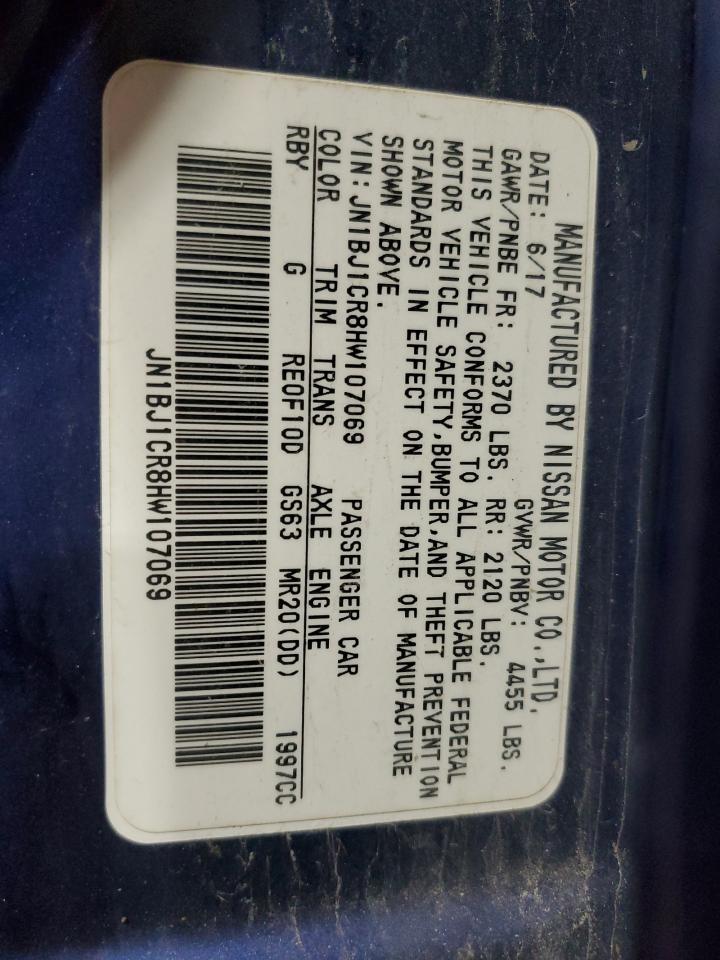 MANUFACTURED BY NISSAN MOTOR CO.,LTD.
DATE: 6/17 GVWR/PNBV: 4455 LBS.
GAWR/PNBE FR: 2370 LBS. RR: 2120 LBS.
THIS VEHICLE CONFORMS TO ALL APPLICABLE FEDERAL
MOTOR VEHICLE SAFETY,BUMPER,AND THEFT PREVENTION
STANDARDS IN EFFECT ON THE DATE OF MANUFACTURE
SHOWN ABOVE.
VIN: JN1BJ1CR8HW107069 PASSENGER CAR
COLOR TRIM TRANS AXLE ENGINE
RBY G RE0F10D GS63 MR20(DD) 1997CC
JN1BJ1CR8HW107069